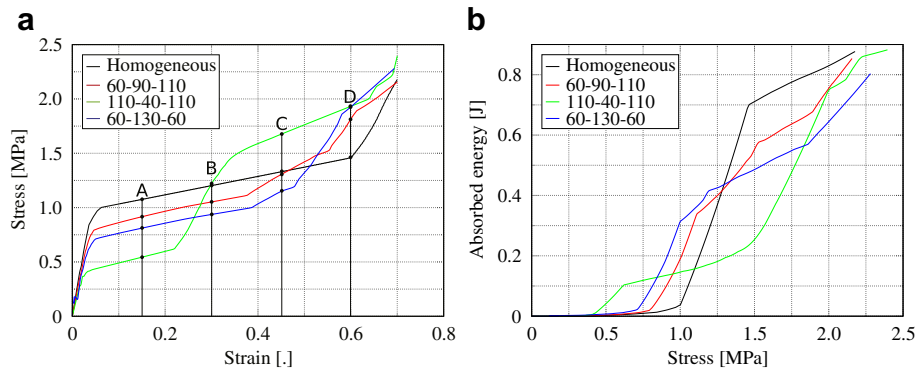 a
Stress [MPa]
2.5
2.0
1.5
1.0
0.5
0
Homogeneous
60-90-110
110-40-110
60-130-60
A
B
C
D
0
0.2
0.4
0.6
0.8
Strain [.]
b
Absorbed energy [J]
0.8
0.6
0.4
0.2
0
Homogeneous
60-90-110
110-40-110
60-130-60
0
0.5
1.0
1.5
2.0
2.5
Stress [MPa]